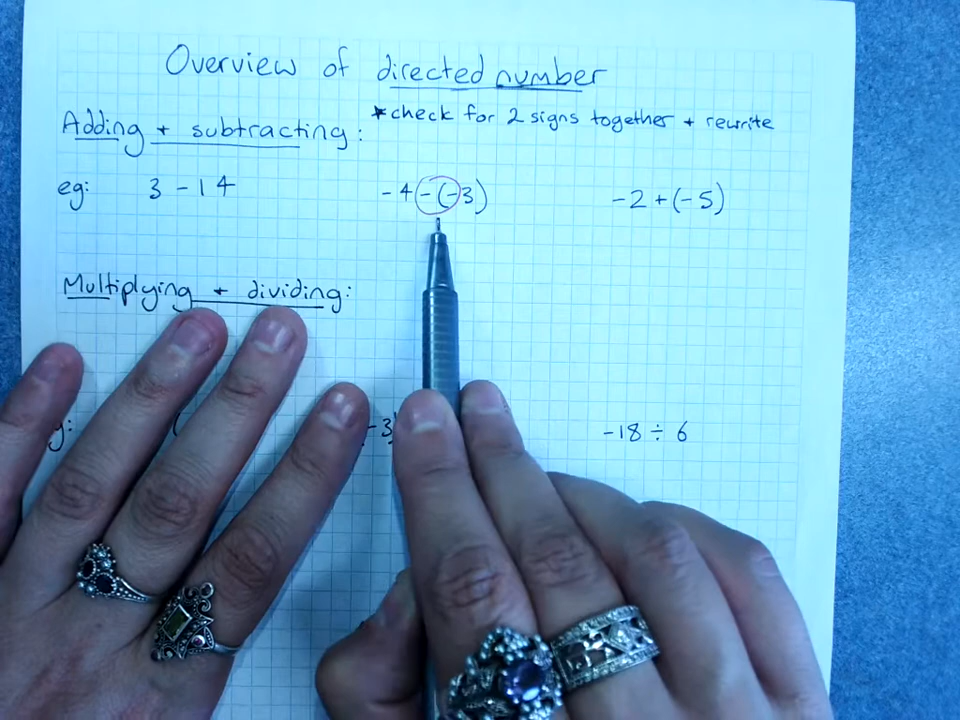 Overview of directed number
Adding + subtracting: *check for 2 signs together + rewrite
eg: 3 - 14 -4 -(-3) -2 + (-5)
Multiplying + dividing:
-3) -18 ÷ 6